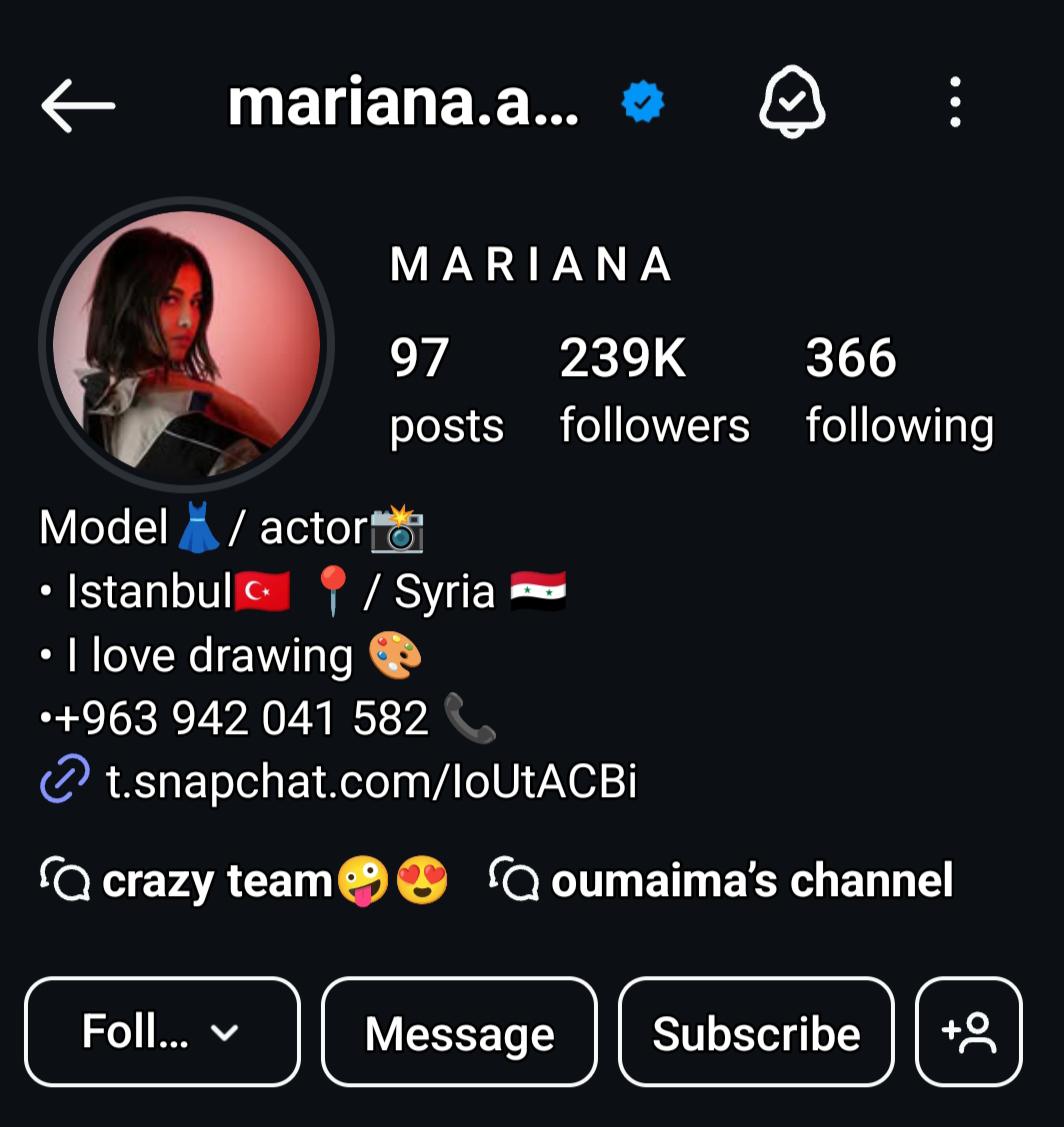 mariana.a...
M A R I A N A
97 239K 366
posts followers following
Model👗/ actor📸
• Istanbul🇹🇷 📍/ Syria 🇸🇾
• I love drawing 🎨
•+963 942 041 582 📞
t.snapchat.com/IoUtACBi
crazy team🤪😍 oumaima’s channel
Foll... Message Subscribe